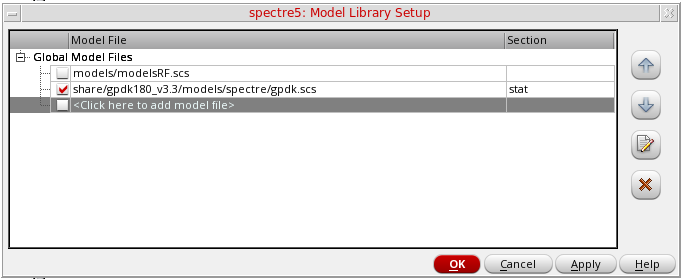 spectre5: Model Library Setup
Model File Section
Global Model Files
models/modelsRF.scs
share/gpdk180_v3.3/models/spectre/gpdk.scs stat
<Click here to add model file>
OK Cancel Apply Help